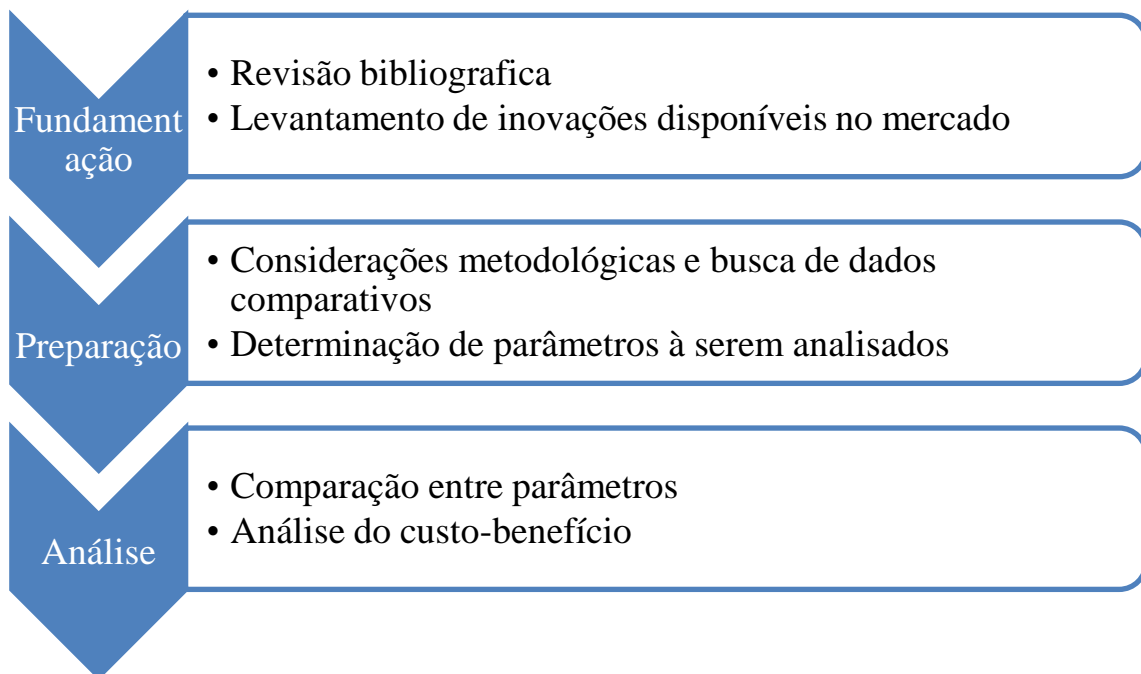 Fundament
ação
• Revisão bibliografica
• Levantamento de inovações disponíveis no mercado
Preparação
• Considerações metodológicas e busca de dados
comparativos
• Determinação de parâmetros à serem analisados
Análise
• Comparação entre parâmetros
• Análise do custo-benefício